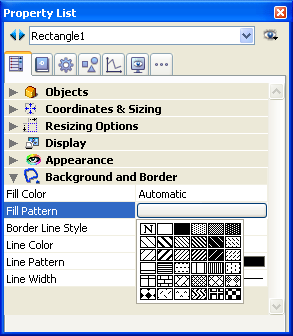 Property List
Rectangle1
Objects
Coordinates & Sizing
Resizing Options
Display
Appearance
Background and Border
Fill Color Automatic
Fill Pattern
Border Line Style N
Line Color
Line Pattern
Line Width